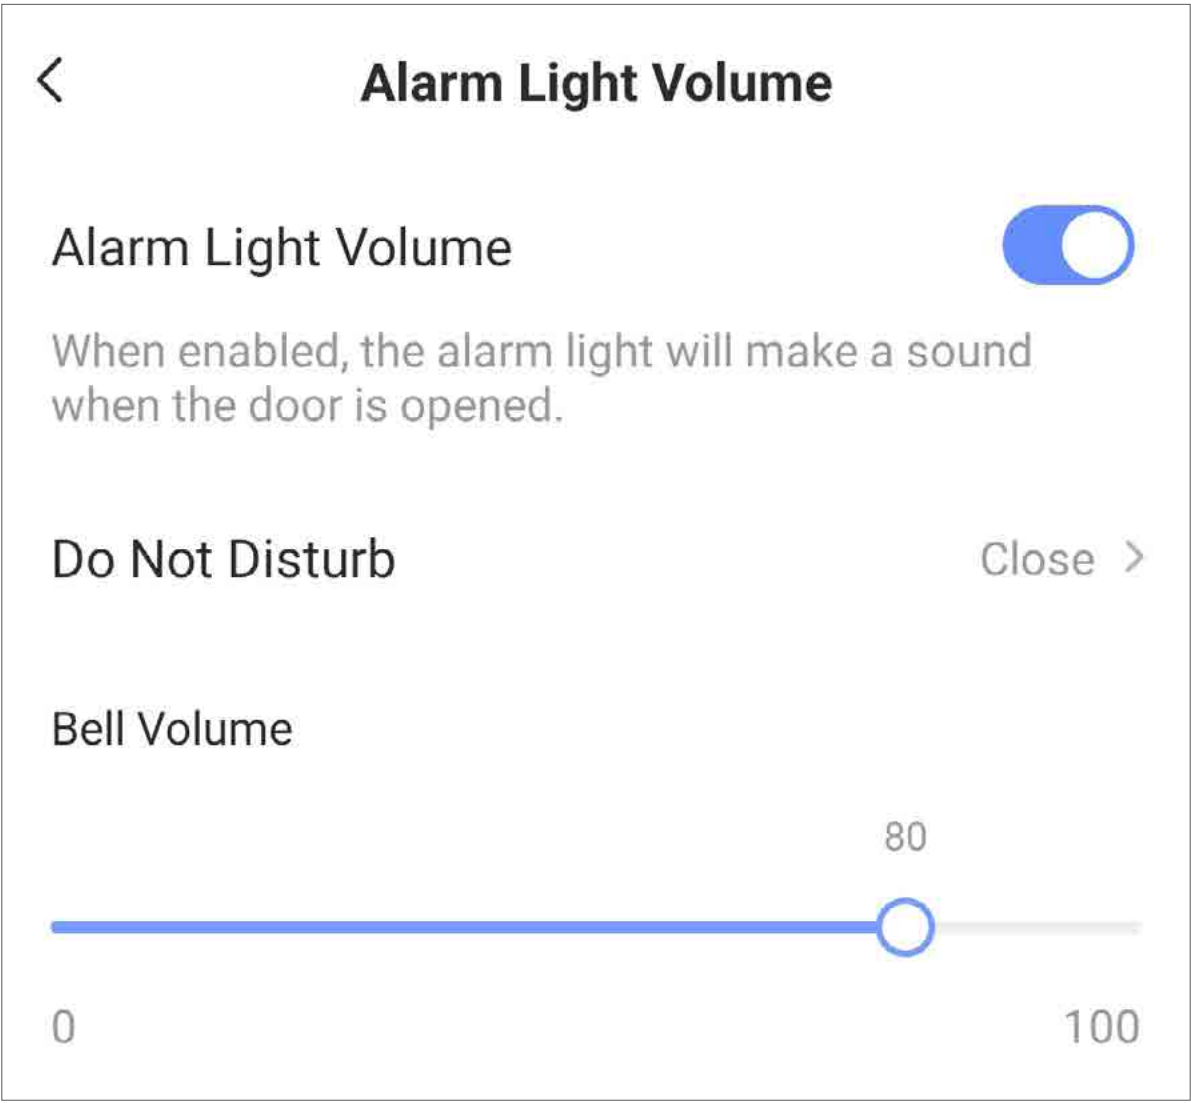 Alarm Light Volume
Alarm Light Volume
When enabled, the alarm light will make a sound
when the door is opened.
Do Not Disturb Close
Bell Volume
80
0 100